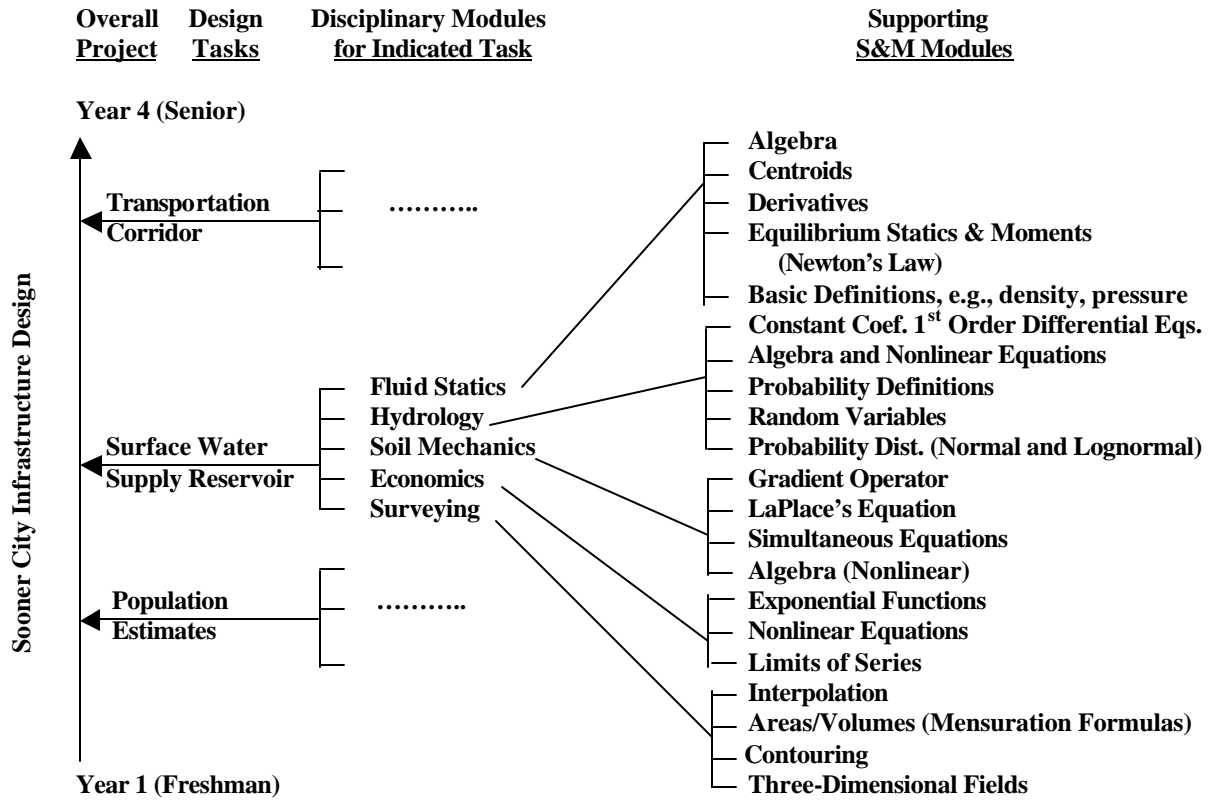 Overall Design Disciplinary Modules Supporting
Project Tasks for Indicated Task S&M Modules
Year 4 (Senior)
Sooner City Infrastructure Design
Transportation
Corridor
………..
Surface Water
Supply Reservoir
Population
Estimates
………..
Year 1 (Freshman)
Fluid Statics
Hydrology
Soil Mechanics
Economics
Surveying
Algebra
Centroids
Derivatives
Equilibrium Statics & Moments
(Newton's Law)
Basic Definitions, e.g., density, pressure
Constant Coef. 1st Order Differential Eqs.
Algebra and Nonlinear Equations
Probability Definitions
Random Variables
Probability Dist. (Normal and Lognormal)
Gradient Operator
LaPlace's Equation
Simultaneous Equations
Algebra (Nonlinear)
Exponential Functions
Nonlinear Equations
Limits of Series
Interpolation
Areas/Volumes (Mensuration Formulas)
Contouring
Three-Dimensional Fields